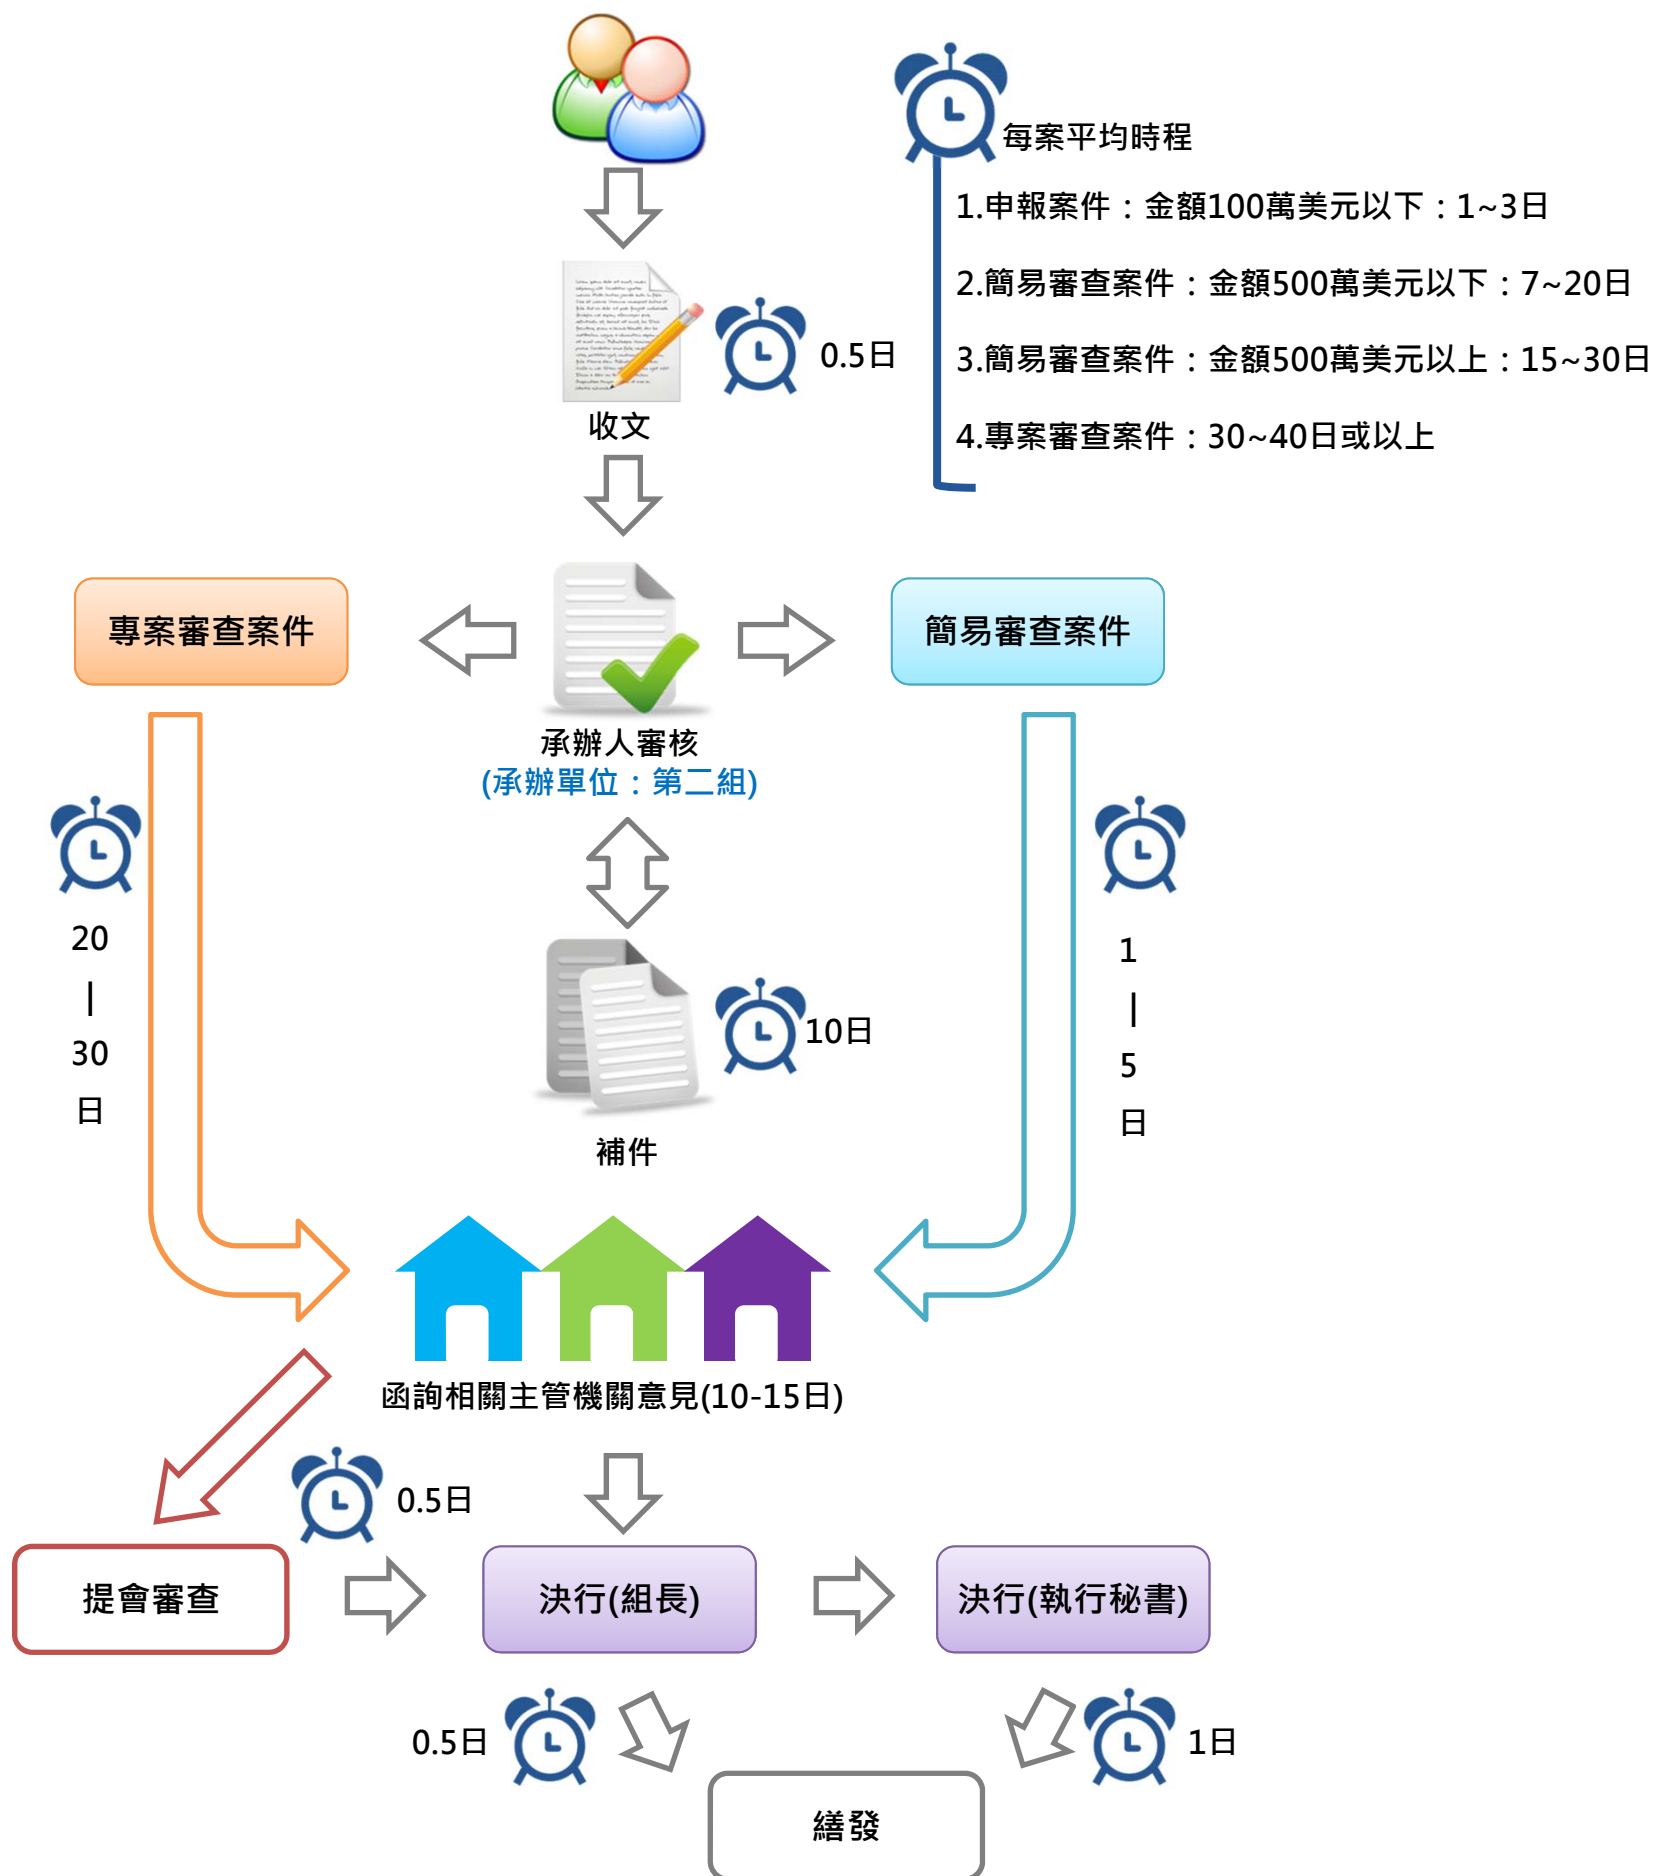 每案平均時程
1.申報案件：金額100萬美元以下：1~3日
2.簡易審查案件：金額500萬美元以下：7~20日
3.簡易審查案件：金額500萬美元以上：15~30日
4.專案審查案件：30~40日或以上
0.5日
收文
專案審查案件
簡易審查案件
承辦人審核
(承辦單位：第二組)
20
|
30
日
1
|
5
日
10日
補件
函詢相關主管機關意見(10-15日)
0.5日
提會審查
決行(組長)
決行(執行秘書)
0.5日
1日
繕發